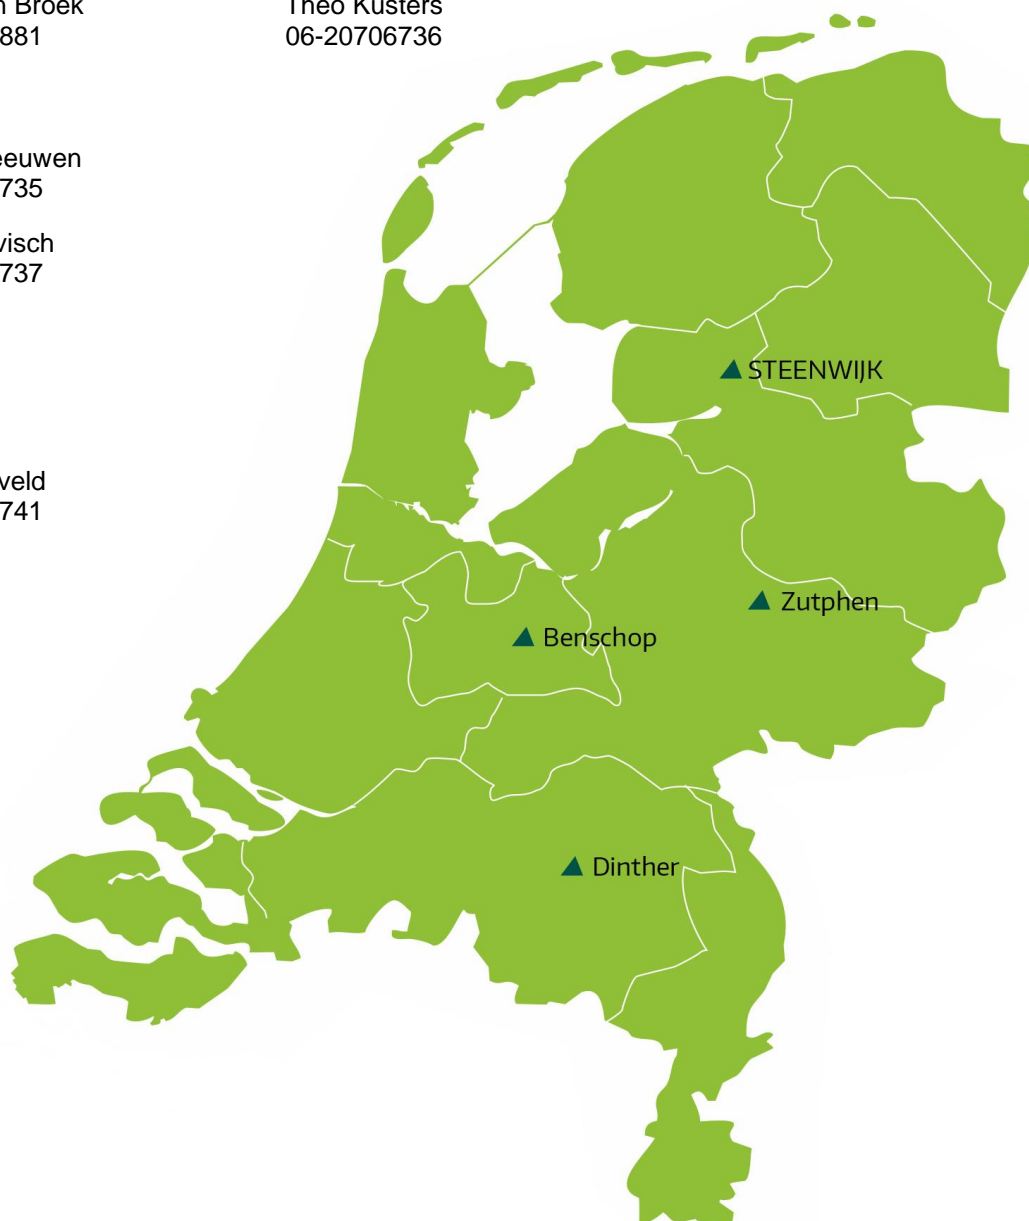 n Broek
881
Theo Kusters
06-20706736
eeuwen
735
visch
737
STEENWIJK
veld
741
Zutphen
Benschop
Dinther